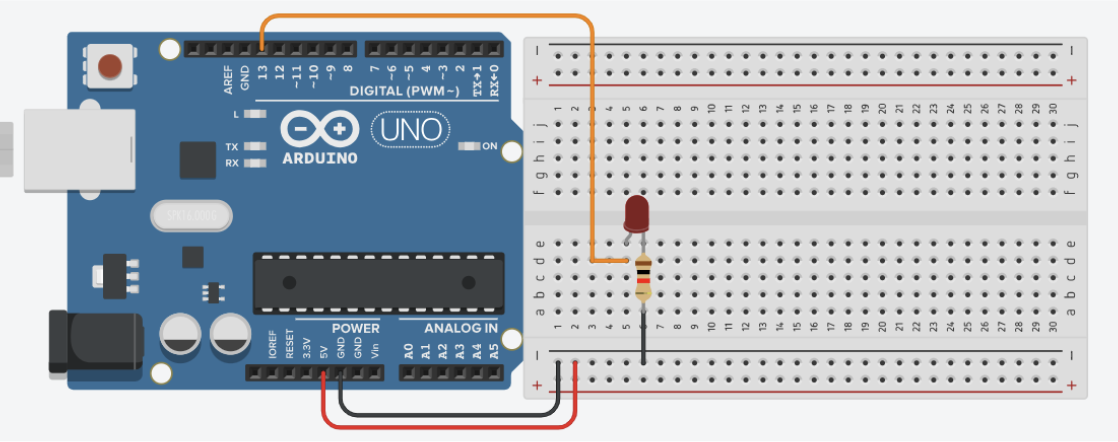 AREF
GND
13
12
~11
~10
~9
8
7
~6
~5
4
~3
2
TX→1
RX←0
DIGITAL (PWM~)
L
TX
RX
ARDUINO
UNO
ON
IOREF
RESET
3.3V
5V
GND
GND
Vin
POWER
ANALOG IN
A0
A1
A2
A3
A4
A5
1 2 3 4 5 6 7 8 9 10 11 12 13 14 15 16 17 18 19 20 21 22 23 24 25 26 27 28 29 30
j j
i i
h h
g g
f f
e e
d d
c c
b b
a a
1 2 3 4 5 6 7 8 9 10 11 12 13 14 15 16 17 18 19 20 21 22 23 24 25 26 27 28 29 30